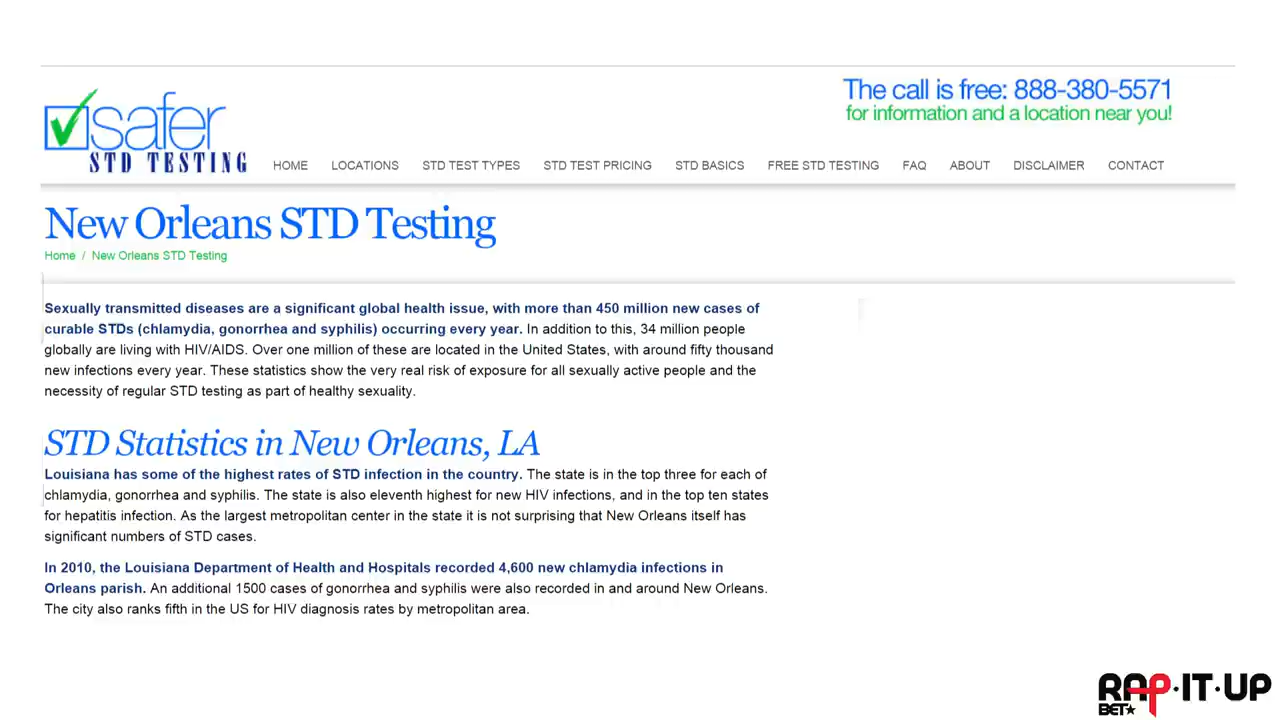 The call is free: 888-380-5571
for information and a location near you!
safer
STD TESTING
HOME LOCATIONS STD TEST TYPES STD TEST PRICING STD BASICS FREE STD TESTING FAQ ABOUT DISCLAIMER CONTACT
New Orleans STD Testing
Home / New Orleans STD Testing
Sexually transmitted diseases are a significant global health issue, with more than 450 million new cases of
curable STDs (chlamydia, gonorrhea and syphilis) occurring every year. In addition to this, 34 million people
globally are living with HIV/AIDS. Over one million of these are located in the United States, with around fifty thousand
new infections every year. These statistics show the very real risk of exposure for all sexually active people and the
necessity of regular STD testing as part of healthy sexuality.
STD Statistics in New Orleans, LA
Louisiana has some of the highest rates of STD infection in the country. The state is in the top three for each of
chlamydia, gonorrhea and syphilis. The state is also eleventh highest for new HIV infections, and in the top ten states
for hepatitis infection. As the largest metropolitan center in the state it is not surprising that New Orleans itself has
significant numbers of STD cases.
In 2010, the Louisiana Department of Health and Hospitals recorded 4,600 new chlamydia infections in
Orleans parish. An additional 1500 cases of gonorrhea and syphilis were also recorded in and around New Orleans.
The city also ranks fifth in the US for HIV diagnosis rates by metropolitan area.
RAP·IT·UP
BET★